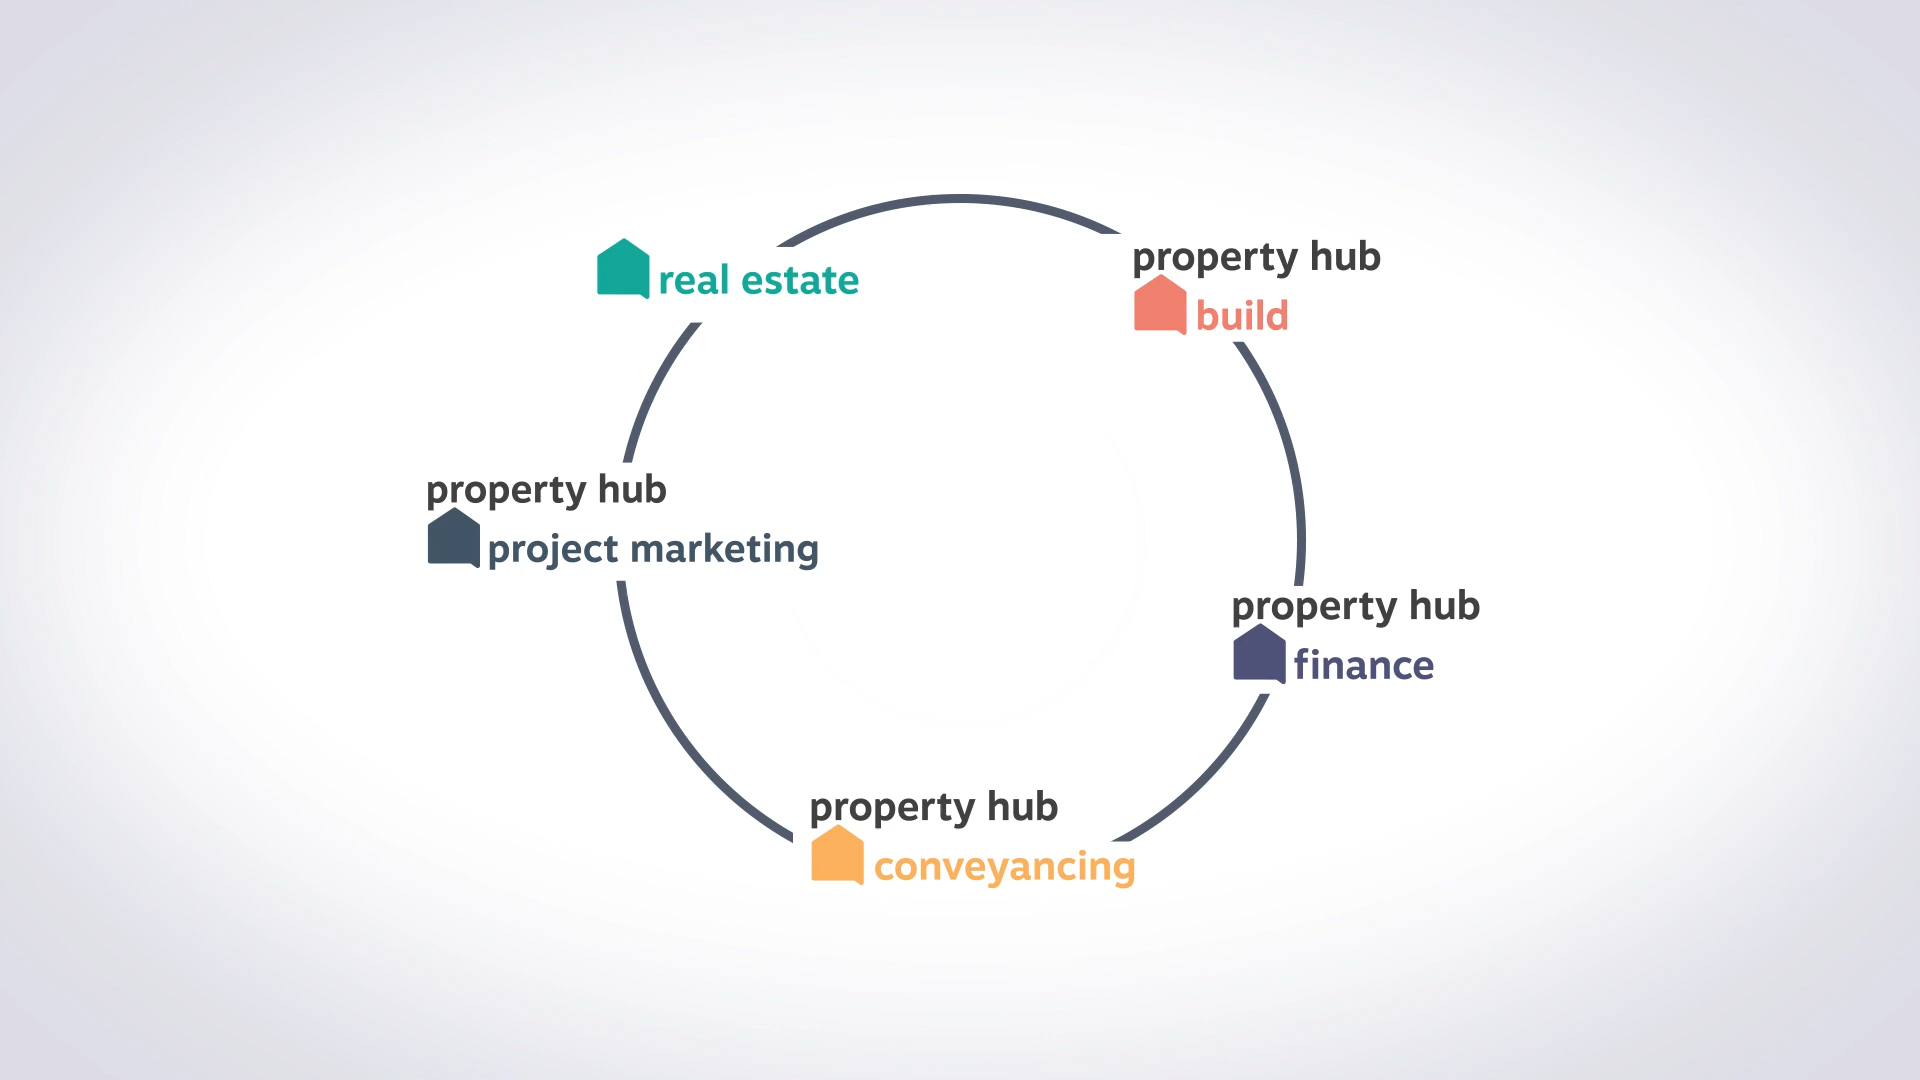 real estate
property hub
build
property hub
project marketing
property hub
finance
property hub
conveyancing